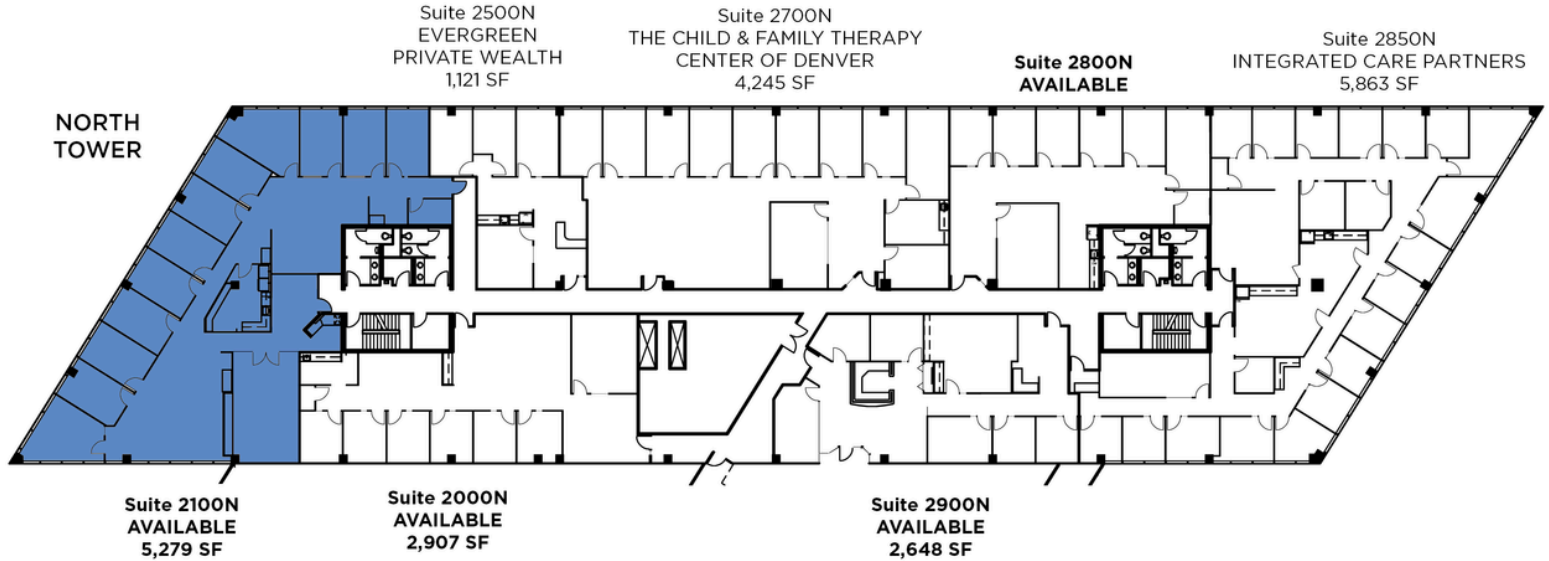 Suite 2500N
EVERGREEN
PRIVATE WEALTH
1,121 SF
Suite 2700N
THE CHILD & FAMILY THERAPY
CENTER OF DENVER
4,245 SF
Suite 2800N
AVAILABLE
Suite 2850N
INTEGRATED CARE PARTNERS
5,863 SF
NORTH
TOWER
Suite 2100N
AVAILABLE
5,279 SF
Suite 2000N
AVAILABLE
2,907 SF
Suite 2900N
AVAILABLE
2,648 SF